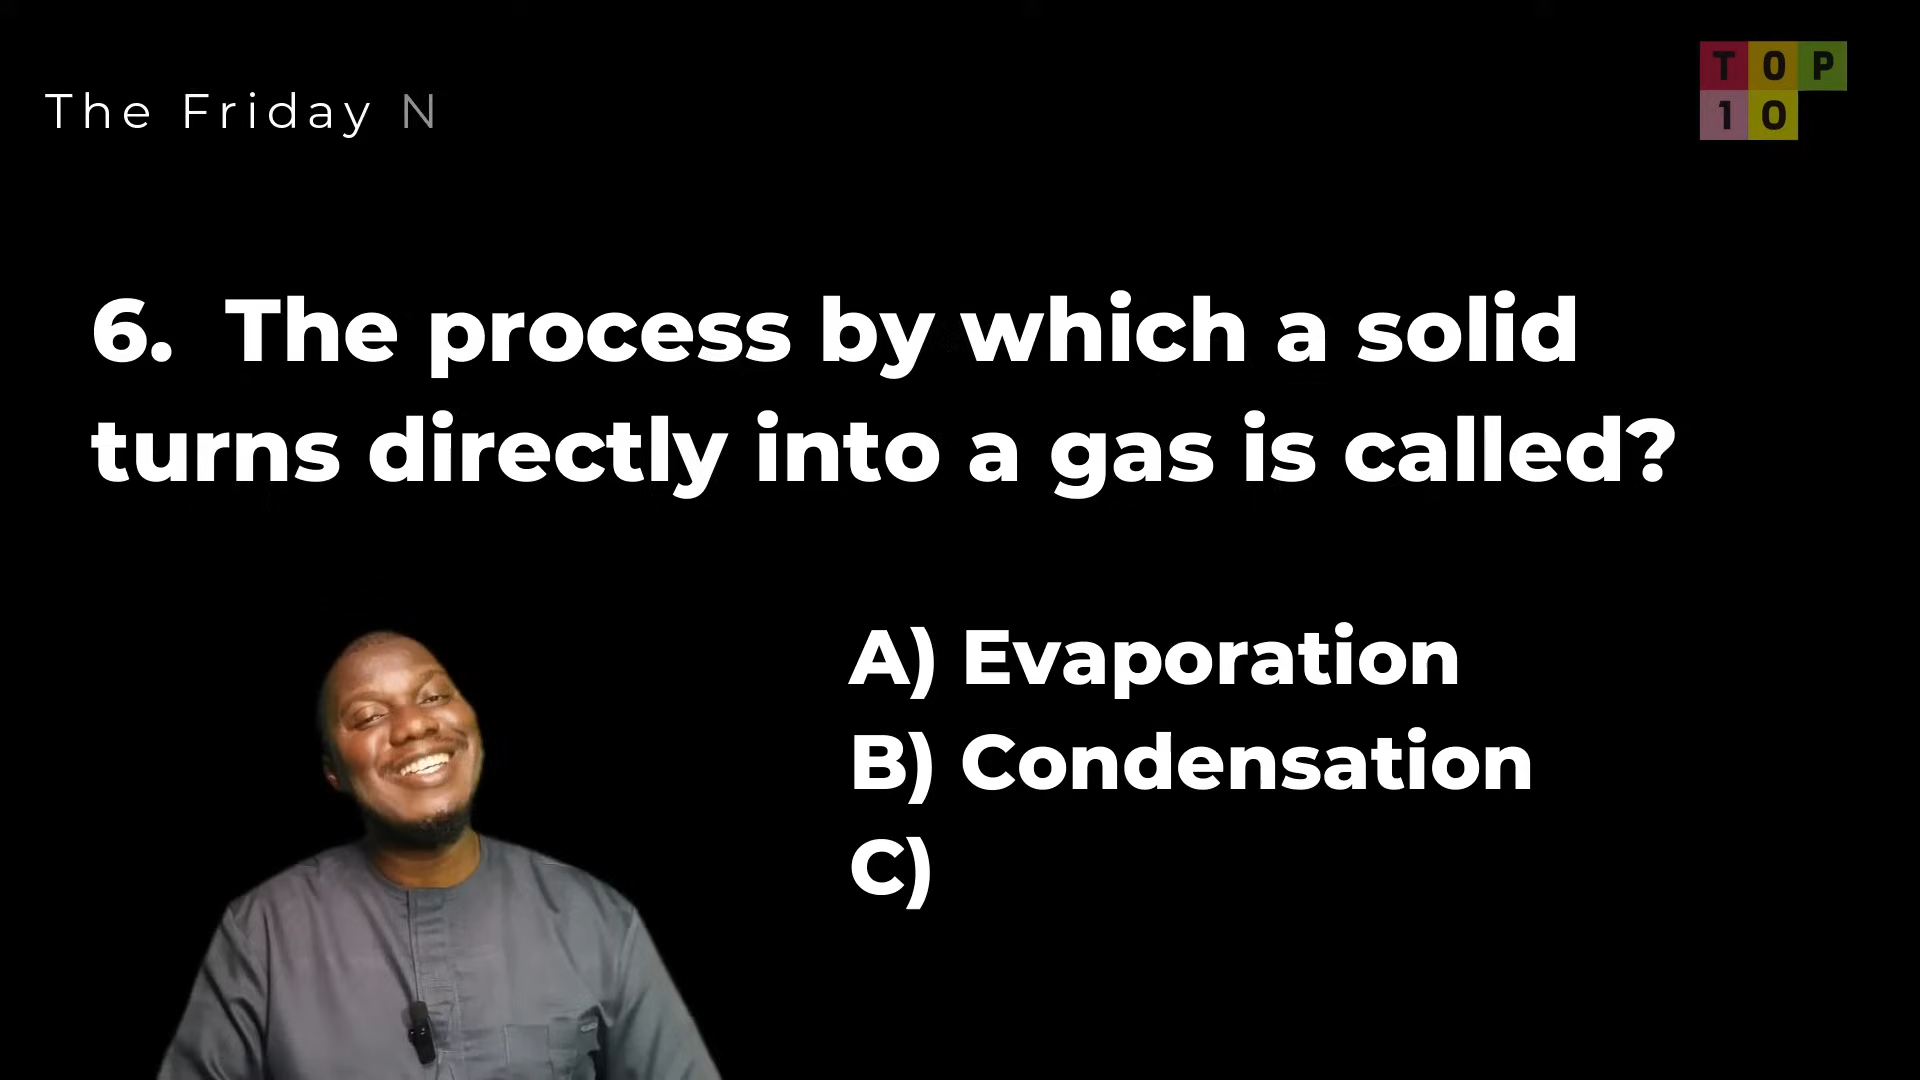 The Friday N
TOP
10
6. The process by which a solid
turns directly into a gas is called?
A) Evaporation
B) Condensation
C)